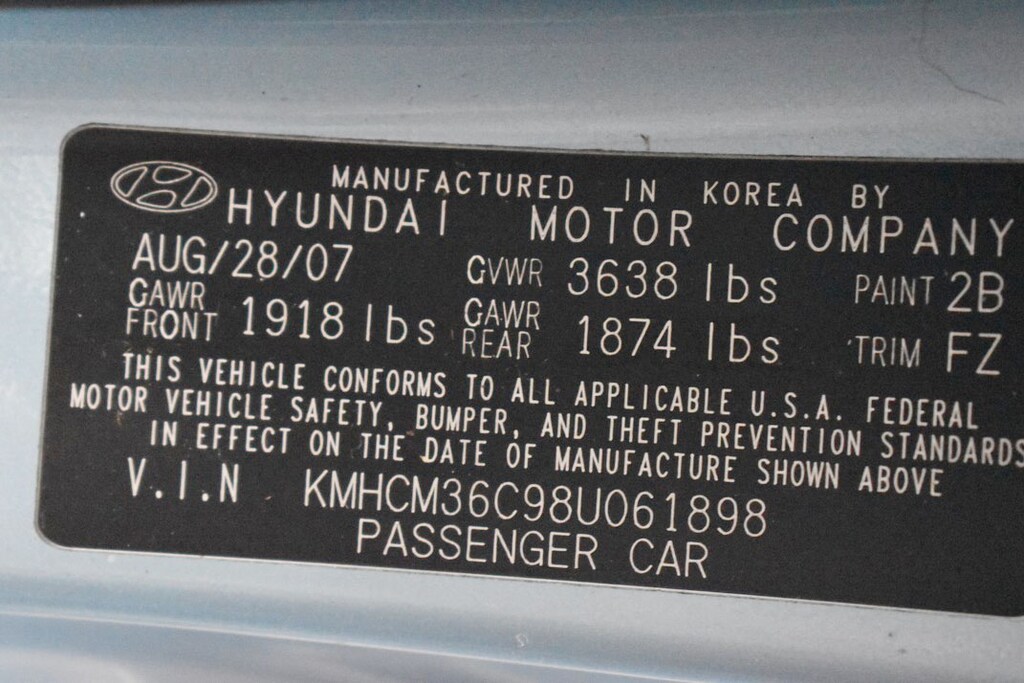 MANUFACTURED IN KOREA BY
HYUNDAI MOTOR COMPANY
AUG/28/07 GVWR 3638 lbs PAINT 2B
GAWR FRONT 1918 lbs GAWR REAR 1874 lbs TRIM FZ
THIS VEHICLE CONFORMS TO ALL APPLICABLE U.S.A. FEDERAL
MOTOR VEHICLE SAFETY, BUMPER, AND THEFT PREVENTION STANDARDS
IN EFFECT ON THE DATE OF MANUFACTURE SHOWN ABOVE
V.I.N KMHCM36C98U061898
PASSENGER CAR